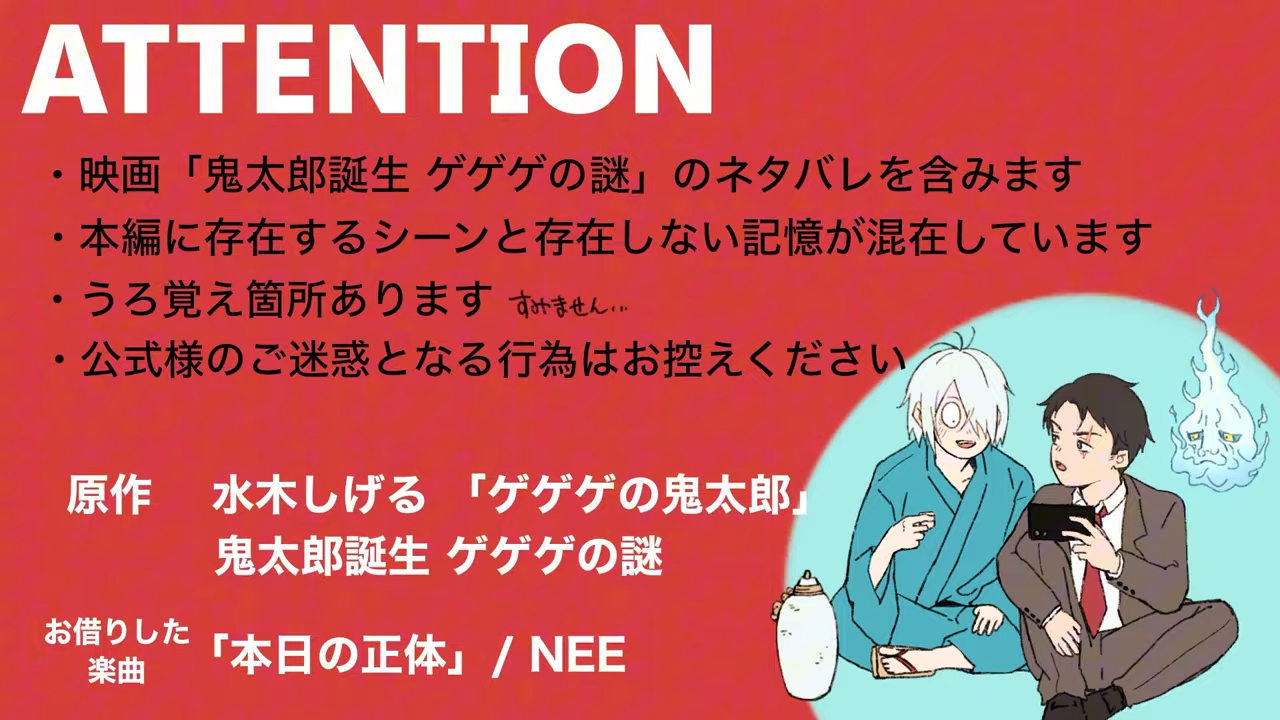 ATTENTION
・映画「鬼太郎誕生 ゲゲゲの謎」のネタバレを含みます
・本編に存在するシーンと存在しない記憶が混在しています
・うろ覚え箇所あります すみません…
・公式様のご迷惑となる行為はお控えください
原作 水木しげる 「ゲゲゲの鬼太郎」
鬼太郎誕生 ゲゲゲの謎
お借りした
楽曲 「本日の正体」 / NEE